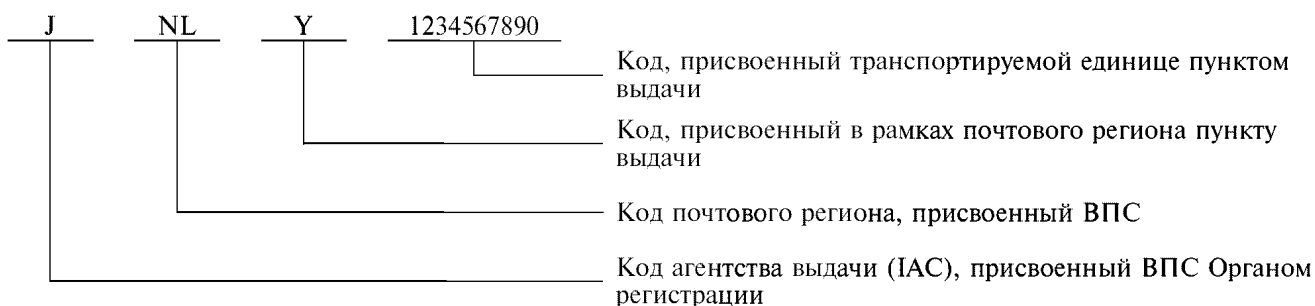 J NL Y 1234567890
Код, присвоенный транспортируемой единице пунктом
выдачи
Код, присвоенный в рамках почтового региона пункту
выдачи
Код почтового региона, присвоенный ВПС
Код агентства выдачи (IAC), присвоенный ВПС Органом
регистрации